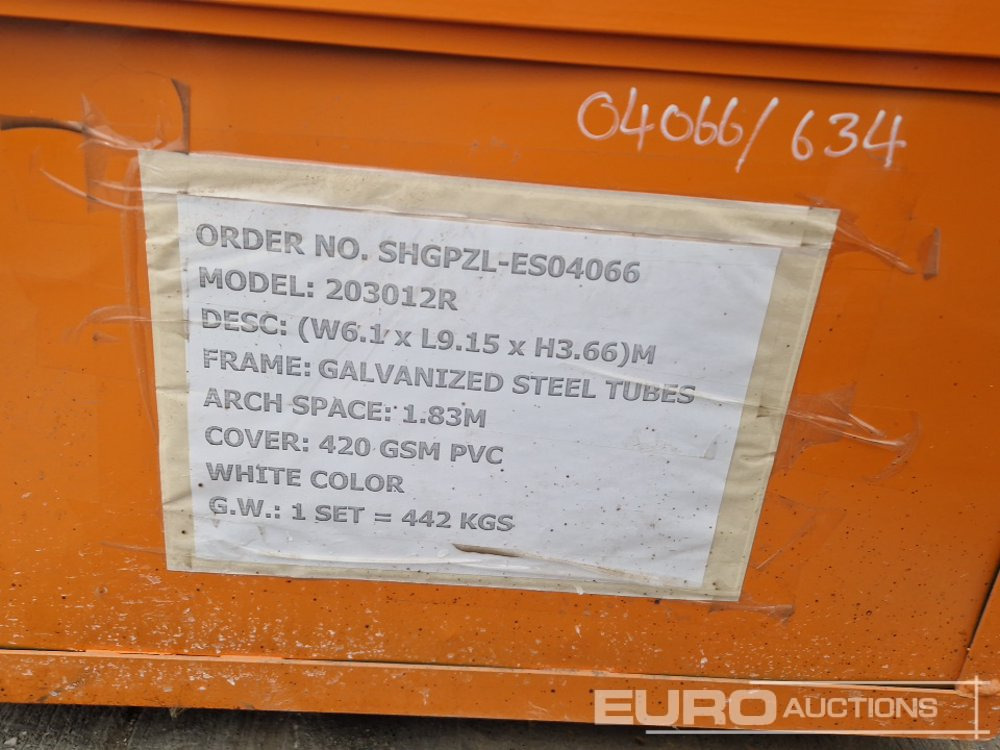 04066/634
ORDER NO. SHGPZL-ES04066
MODEL: 203012R
DESC: (W6.1 x L9.15 x H3.66)M
FRAME: GALVANIZED STEEL TUBES
ARCH SPACE: 1.83M
COVER: 420 GSM PVC
WHITE COLOR
G.W.: 1 SET = 442 KGS
EURO AUCTIONS